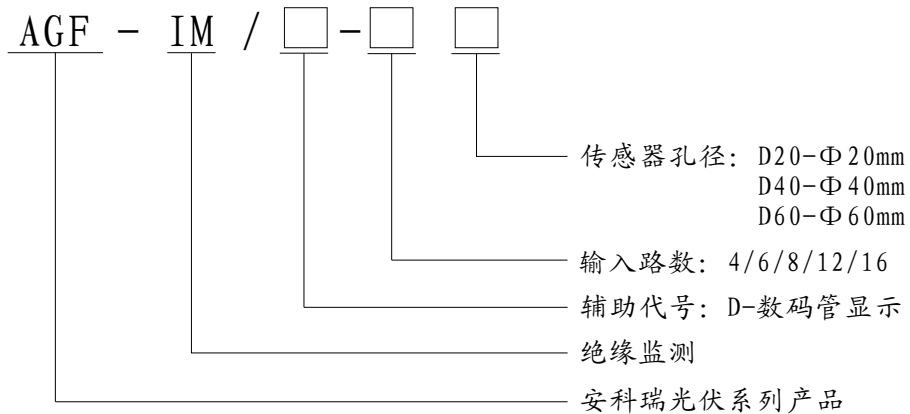 AGF - IM / □ - □ □
传感器孔径: D20-Φ20mm
D40-Φ40mm
D60-Φ60mm
输入路数: 4/6/8/12/16
辅助代号: D-数码管显示
绝缘监测
安科瑞光伏系列产品